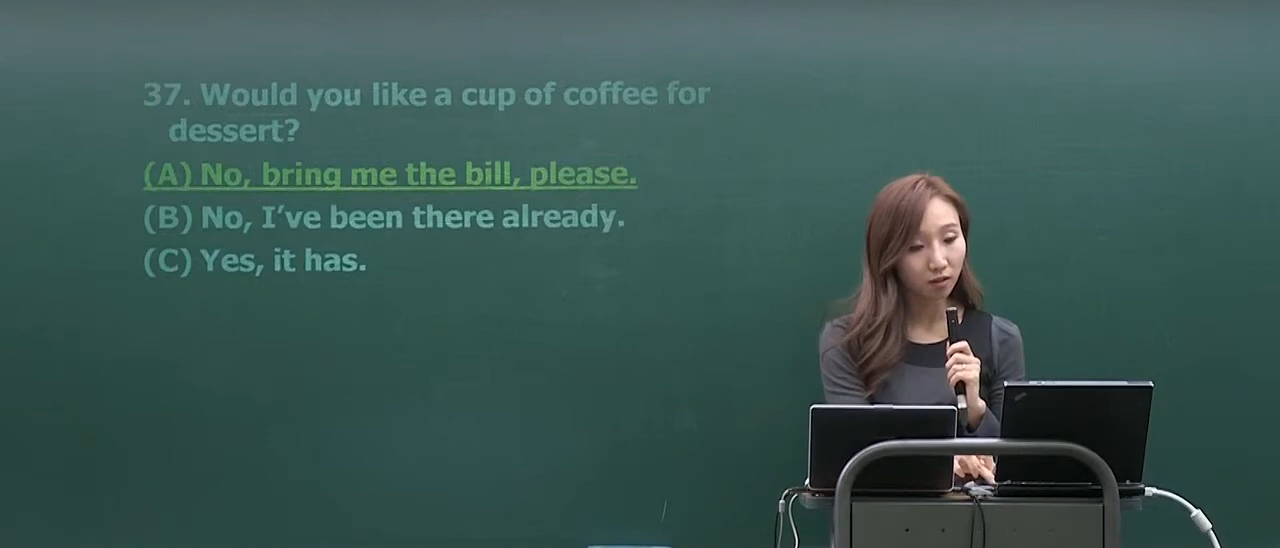 37. Would you like a cup of coffee for
dessert?
(A) No, bring me the bill, please.
(B) No, I've been there already.
(C) Yes, it has.